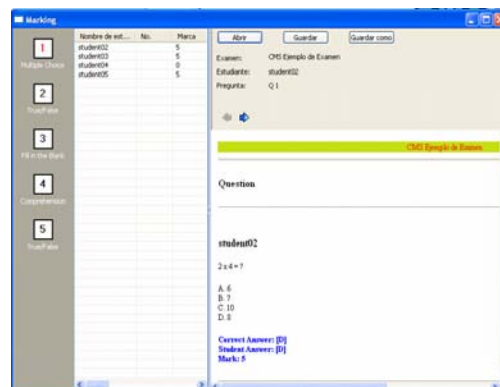 Marking
1
Multiple Choice
2
True/False
3
Fill in the Blank
4
Comprehension
5
True/False
Nombre de est... No. Marca
student02 5
student03 5
student04 0
student05 5
Abrir Guardar Guardar como
Examen: CMS Ejemplo de Examen
Estudiante: student02
Pregunta: Q 1
CMS Ejemplo de Examen
Question
student02
2 x 4 = ?
A. 6
B. 7
C. 10
D. 8
Correct Answer: [D]
Student Answer: [D]
Mark: 5